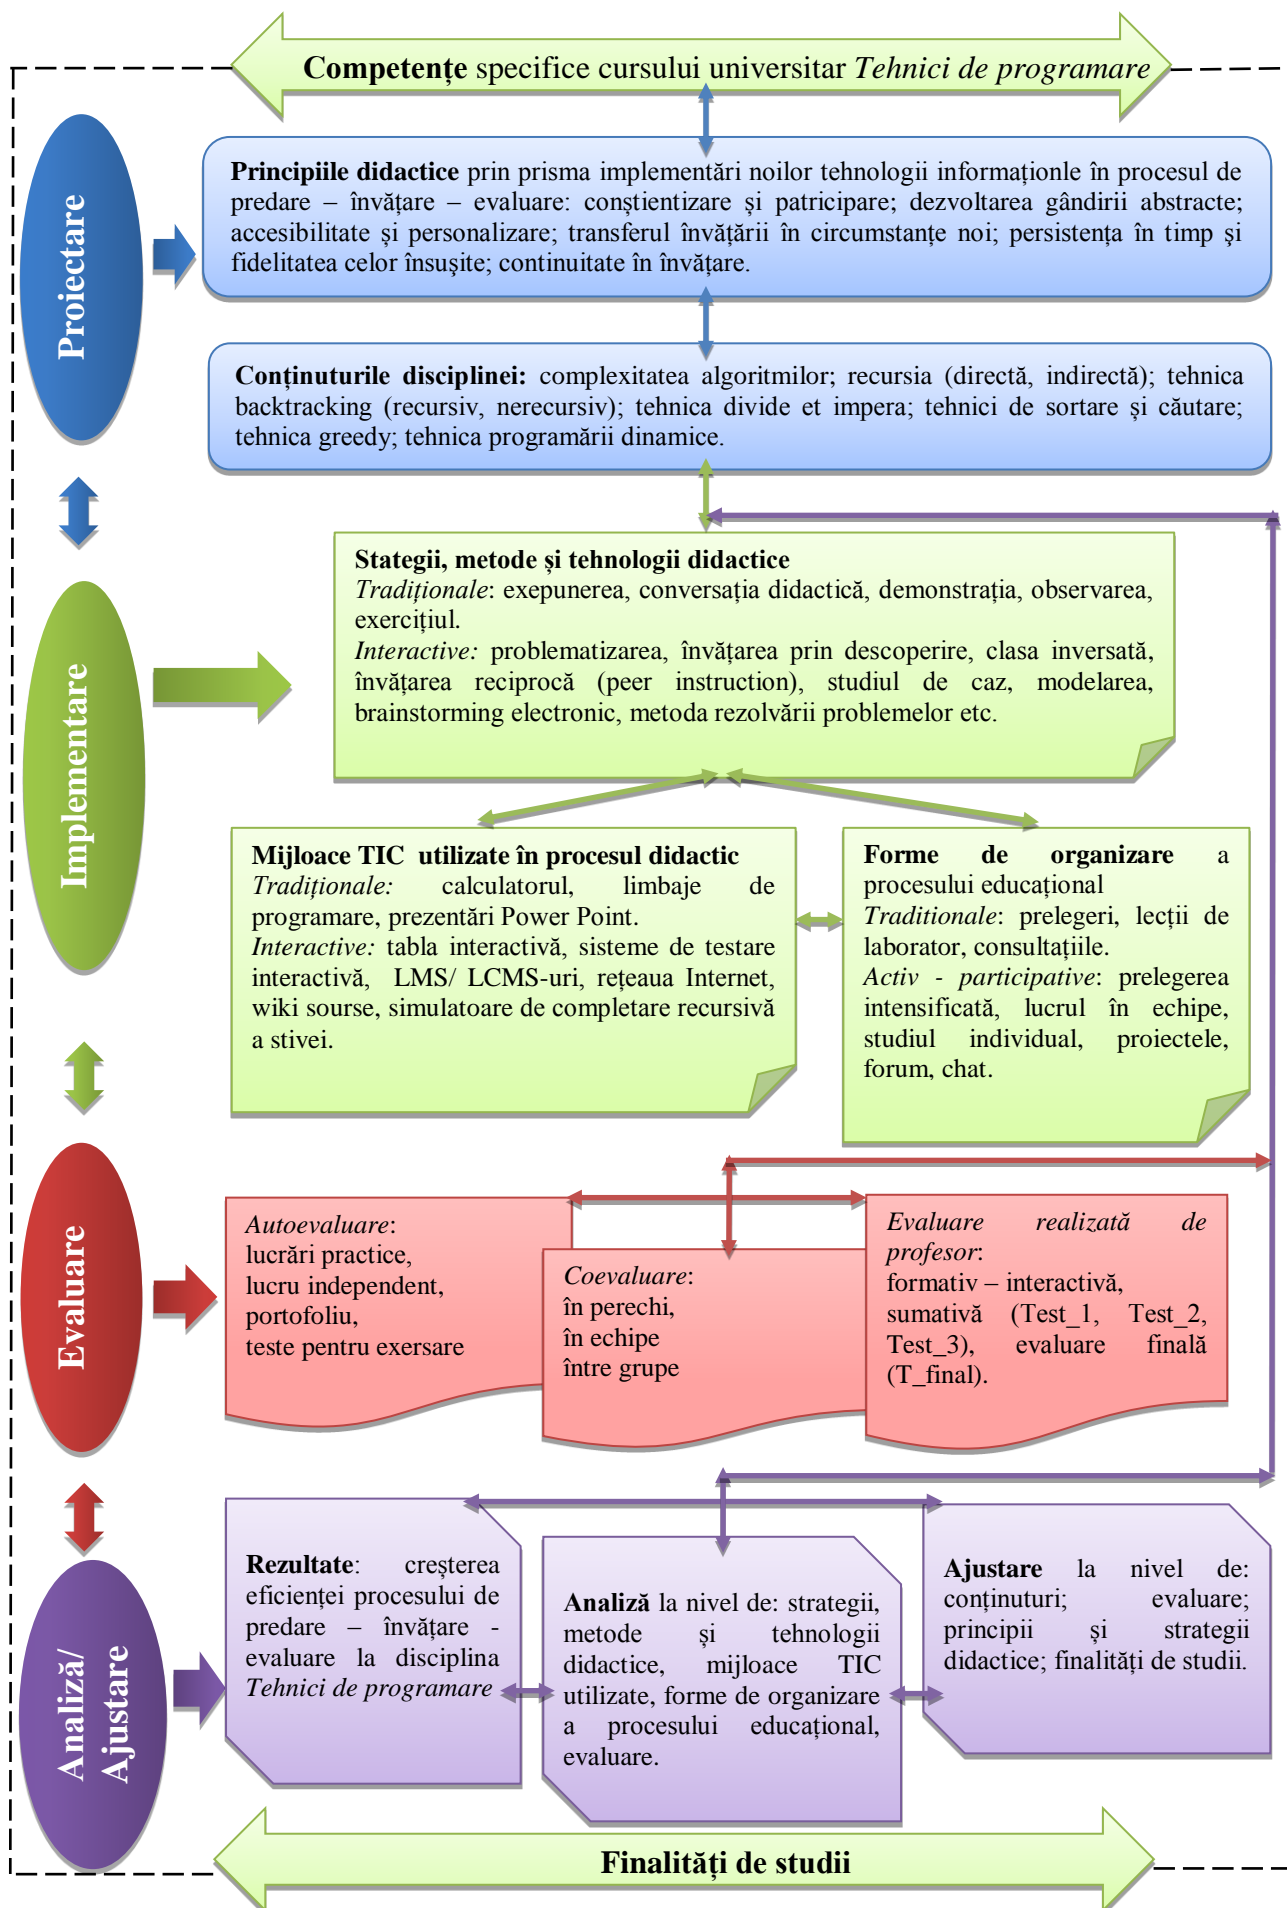 Competențe specifice cursului universitar Tehnici de programare
Proiectare
Principiile didactice prin prisma implementări noilor tehnologii informaționle în procesul de
predare – învățare – evaluare: conștientizare și patricipare; dezvoltarea gândirii abstracte;
accesibilitate și personalizare; transferul învățării în circumstanțe noi; persistența în timp şi
fidelitatea celor însuşite; continuitate în învățare.
Conținuturile disciplinei: complexitatea algoritmilor; recursia (directă, indirectă); tehnica
backtracking (recursiv, nerecursiv); tehnica divide et impera; tehnici de sortare și căutare;
tehnica greedy; tehnica programării dinamice.
Implementare
Stategii, metode și tehnologii didactice
Tradiționale: exepunerea, conversația didactică, demonstrația, observarea,
exercițiul.
Interactive: problematizarea, învățarea prin descoperire, clasa inversată,
învățarea reciprocă (peer instruction), studiul de caz, modelarea,
brainstorming electronic, metoda rezolvării problemelor etc.
Mijloace TIC utilizate în procesul didactic
Tradiționale: calculatorul, limbaje de
programare, prezentări Power Point.
Interactive: tabla interactivă, sisteme de testare
interactivă, LMS/ LCMS-uri, rețeaua Internet,
wiki sourse, simulatoare de completare recursivă
a stivei.
Forme de organizare a
procesului educațional
Traditionale: prelegeri, lecții de
laborator, consultațiile.
Activ - participative: prelegerea
intensificată, lucrul în echipe,
studiul individual, proiectele,
forum, chat.
Evaluare
Autoevaluare:
lucrări practice,
lucru independent,
portofoliu,
teste pentru exersare
Coevaluare:
în perechi,
în echipe
între grupe
Evaluare realizată de
profesor:
formativ – interactivă,
sumativă (Test_1, Test_2,
Test_3), evaluare finală
(T_final).
Analiză/
Ajustare
Rezultate: creșterea
eficienței procesului de
predare – învățare -
evaluare la disciplina
Tehnici de programare
Analiză la nivel de: strategii,
metode și tehnologii
didactice, mijloace TIC
utilizate, forme de organizare
a procesului educațional,
evaluare.
Ajustare la nivel de:
conținuturi; evaluare;
principii și strategii
didactice; finalități de studii.
Finalități de studii